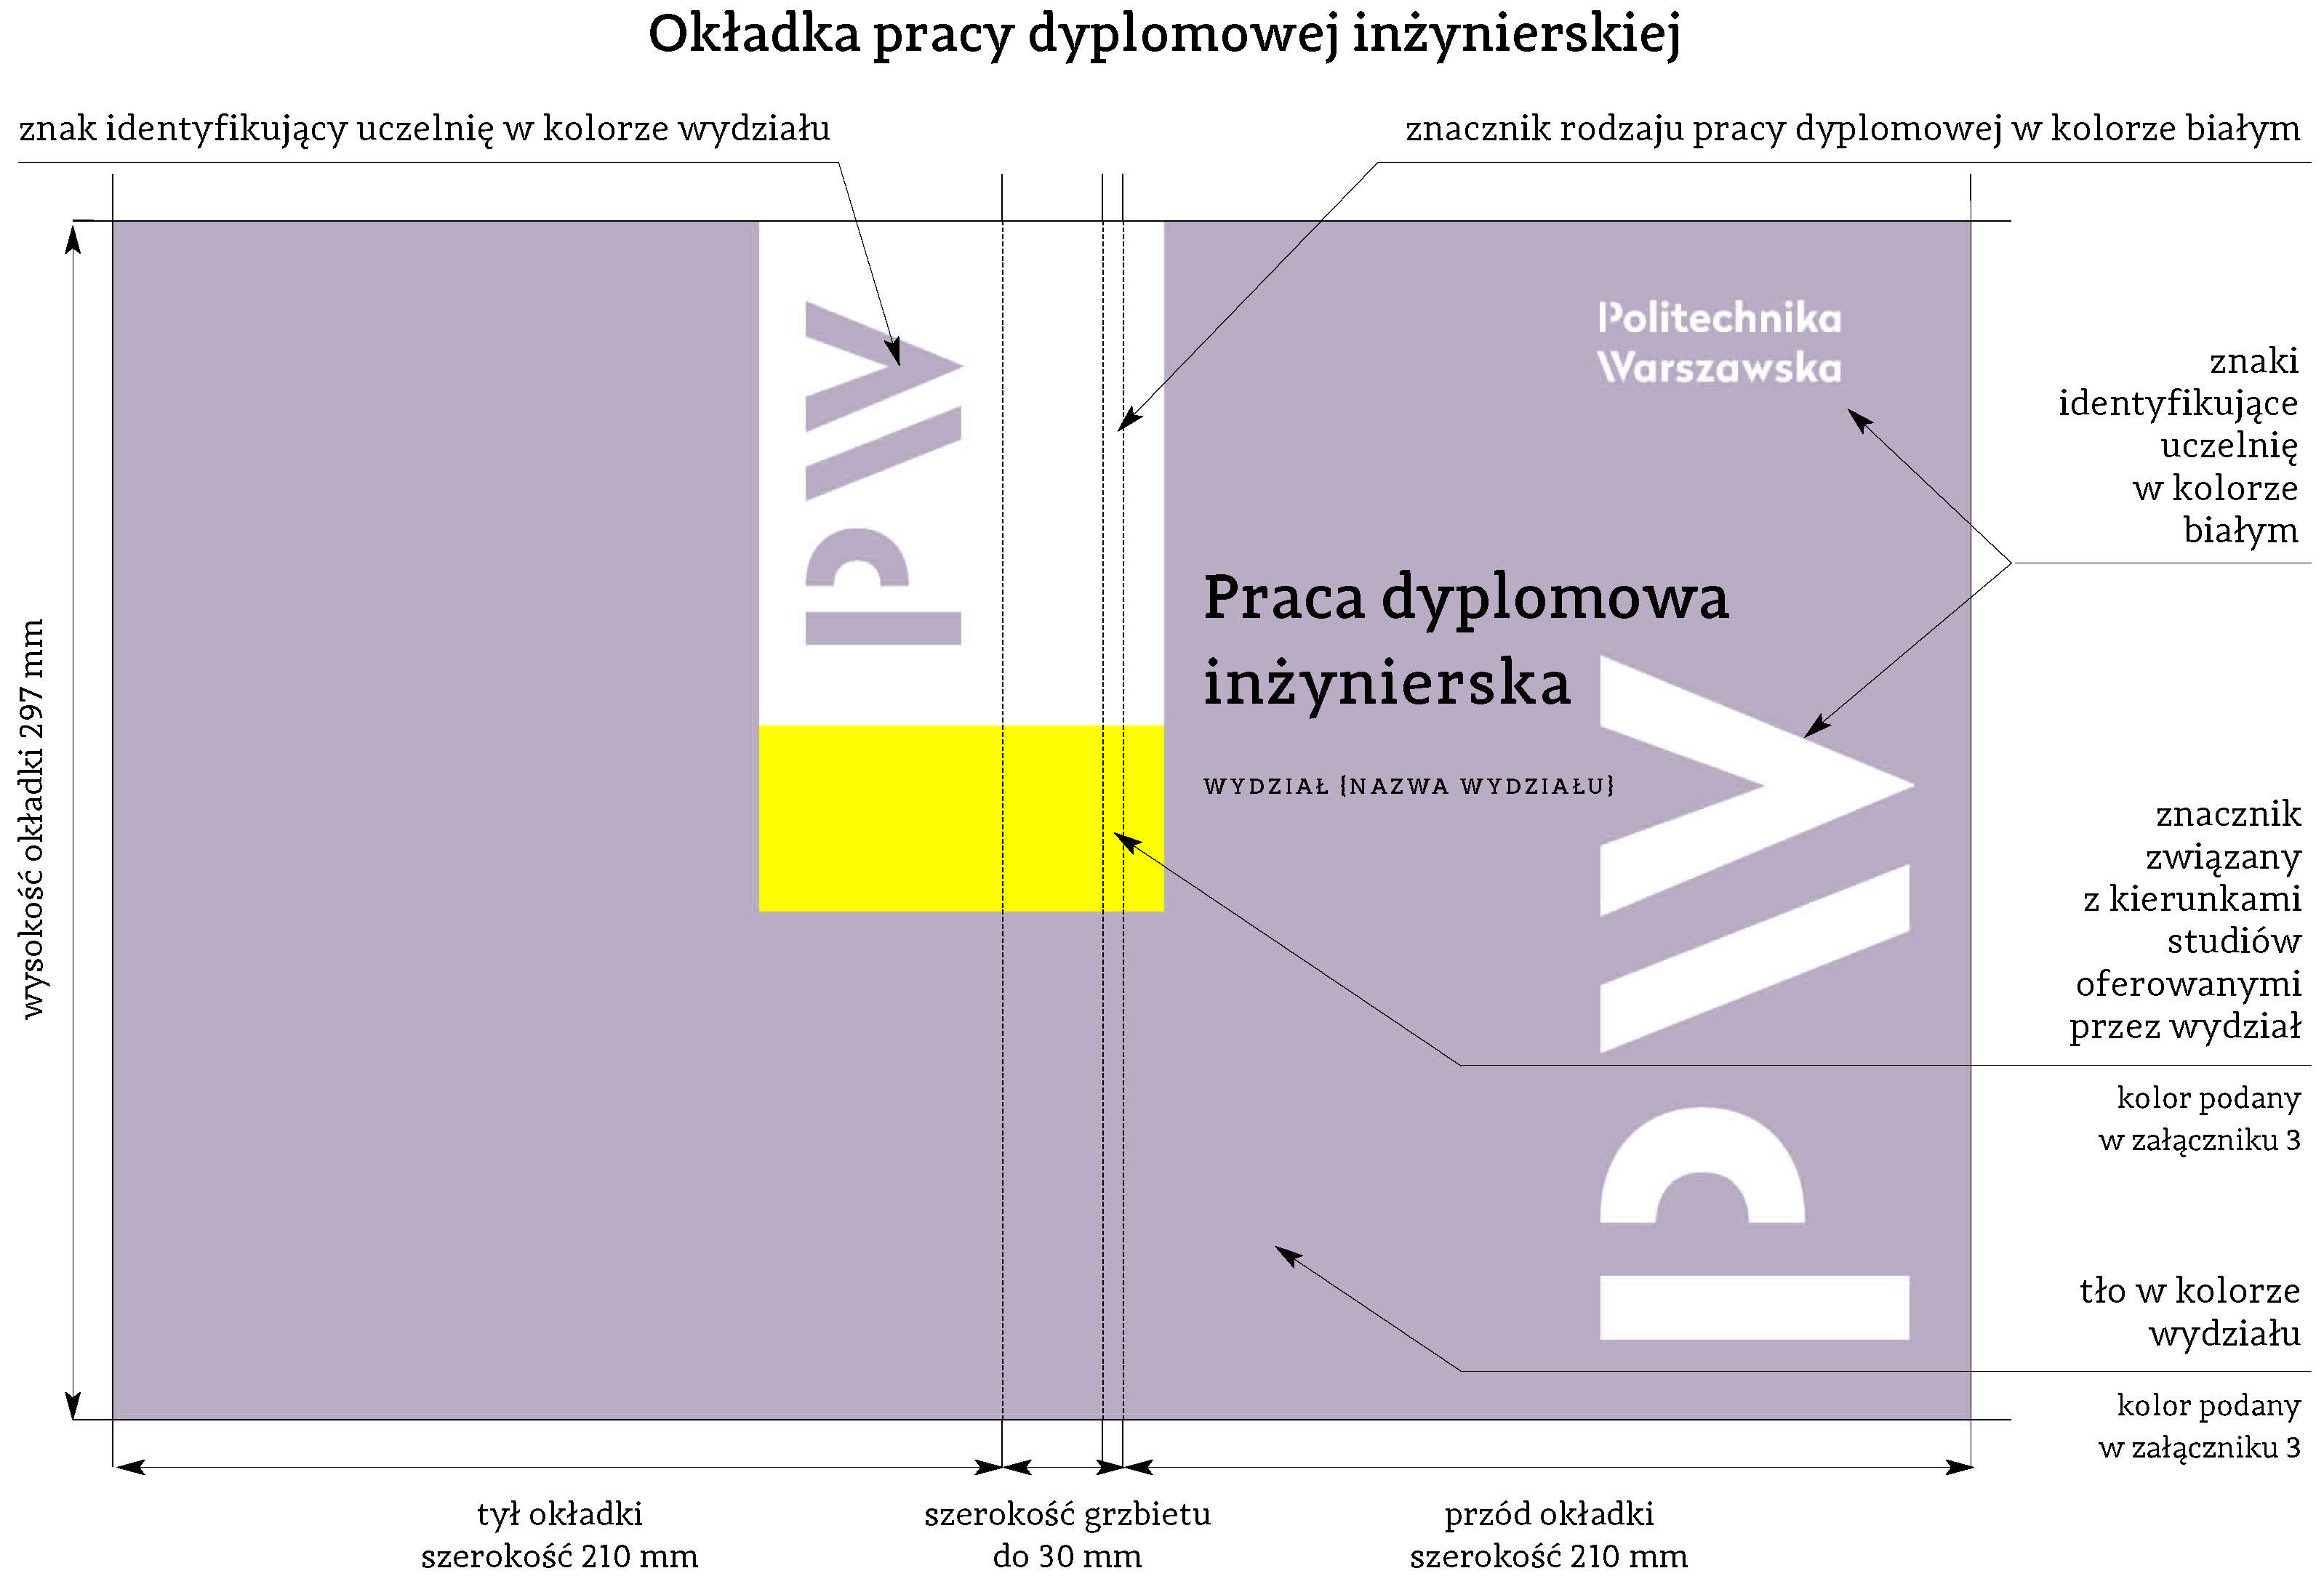 Okładka pracy dyplomowej inżynierskiej
znak identyfikujący uczelnię w kolorze wydziału
znacznik rodzaju pracy dyplomowej w kolorze białym
PW
Politechnika
Warszawska
znaki
identyfikujące
uczelnię
w kolorze
białym
Praca dyplomowa
inżynierska
WYDZIAŁ {NAZWA WYDZIAŁU}
PW
wysokość okładki 297 mm
znacznik
związany
z kierunkami
studiów
oferowanymi
przez wydział
kolor podany
w załączniku 3
tło w kolorze
wydziału
kolor podany
w załączniku 3
tył okładki
szerokość 210 mm
szerokość grzbietu
do 30 mm
przód okładki
szerokość 210 mm